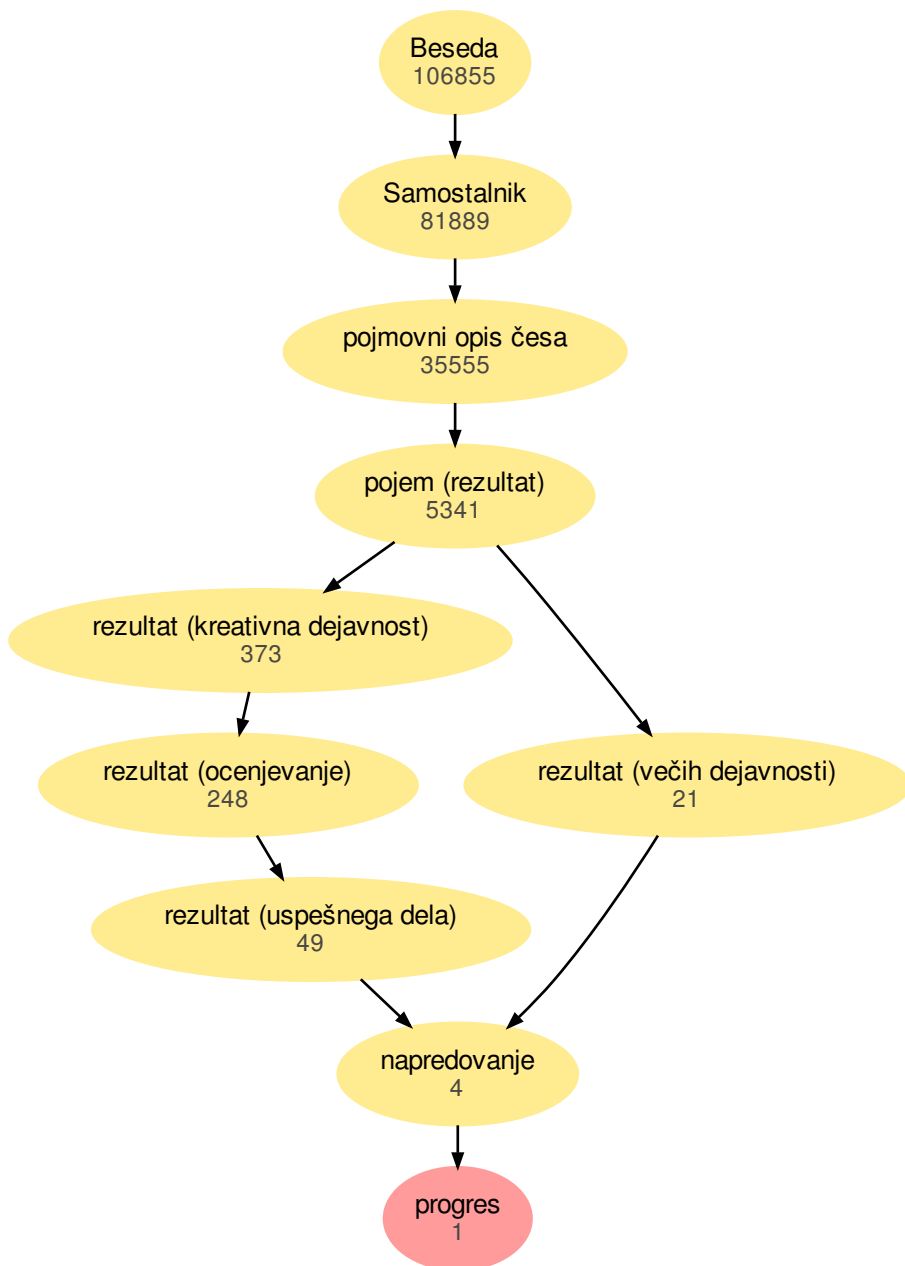 Beseda
106855
Samostalnik
81889
pojmovni opis česa
35555
pojem (rezultat)
5341
rezultat (kreativna dejavnost)
373
rezultat (ocenjevanje)
248
rezultat (večih dejavnosti)
21
rezultat (uspešnega dela)
49
napredovanje
4
progres
1